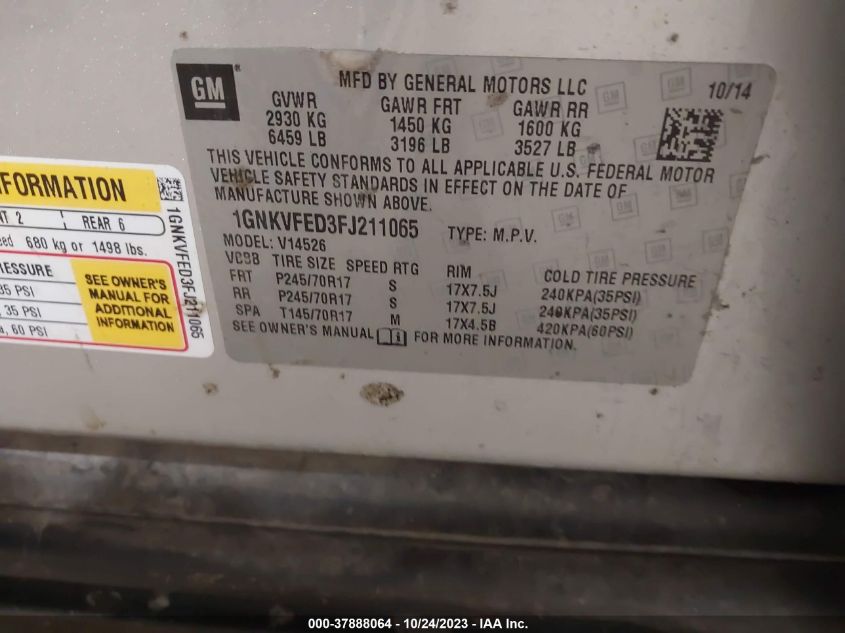 GM
MFD BY GENERAL MOTORS LLC
10/14
GVWR GAWR FRT GAWR RR
2930 KG 1450 KG 1600 KG
6459 LB 3196 LB 3527 LB
THIS VEHICLE CONFORMS TO ALL APPLICABLE U.S. FEDERAL MOTOR
VEHICLE SAFETY STANDARDS IN EFFECT ON THE DATE OF
MANUFACTURE SHOWN ABOVE.
1GNKVFED3FJ211065 TYPE: M.P.V.
MODEL: V14526
TIRE SIZE SPEED RTG RIM COLD TIRE PRESSURE
FRT P245/70R17 S 17X7.5J 240KPA(35PSI)
RR P245/70R17 S 17X7.5J 240KPA(35PSI)
SPA T145/70R17 M 17X4.5B 420KPA(60PSI)
SEE OWNER'S MANUAL FOR MORE INFORMATION.
NFORMATION
NT 2 REAR 6
eed 680 kg or 1498 lbs.
RESSURE
35 PSI
, 35 PSI
a, 60 PSI
SEE OWNER'S
MANUAL FOR
ADDITIONAL
INFORMATION
1GNKVFED3FJ211065
000-37888064 - 10/24/2023 - IAA Inc.